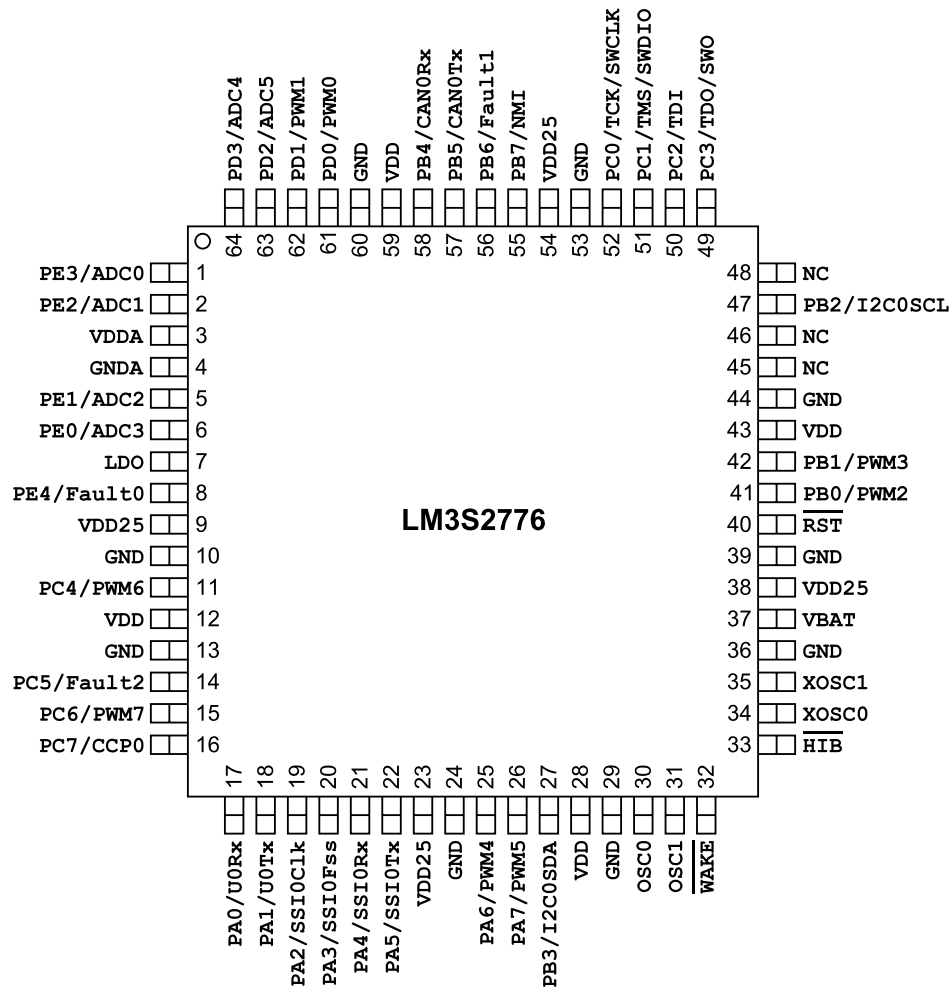 PD3/ADC4
PD2/ADC5
PD1/PWM1
PD0/PWM0
GND
VDD
PB4/CAN0Rx
PB5/CAN0Tx
PB6/Fault1
PB7/NMI
VDD25
GND
PC0/TCK/SWCLK
PC1/TMS/SWDIO
PC2/TDI
PC3/TDO/SWO
64 63 62 61 60 59 58 57 56 55 54 53 52 51 50 49
PE3/ADC0 1 48 NC
PE2/ADC1 2 47 PB2/I2C0SCL
VDDA 3 46 NC
GNDA 4 45 NC
PE1/ADC2 5 44 GND
PE0/ADC3 6 43 VDD
LDO 7 42 PB1/PWM3
PE4/Fault0 8 41 PB0/PWM2
LM3S2776
VDD25 9 40 RST
GND 10 39 GND
PC4/PWM6 11 38 VDD25
VDD 12 37 VBAT
GND 13 36 GND
PC5/Fault2 14 35 XOSC1
PC6/PWM7 15 34 XOSC0
PC7/CCP0 16 33 HIB
17 18 19 20 21 22 23 24 25 26 27 28 29 30 31 32
PA0/U0Rx
PA1/U0Tx
PA2/SSI0Clk
PA3/SSI0Fss
PA4/SSI0Rx
PA5/SSI0Tx
VDD25
GND
PA6/PWM4
PA7/PWM5
PB3/I2C0SDA
VDD
GND
OSC0
OSC1
WAKE